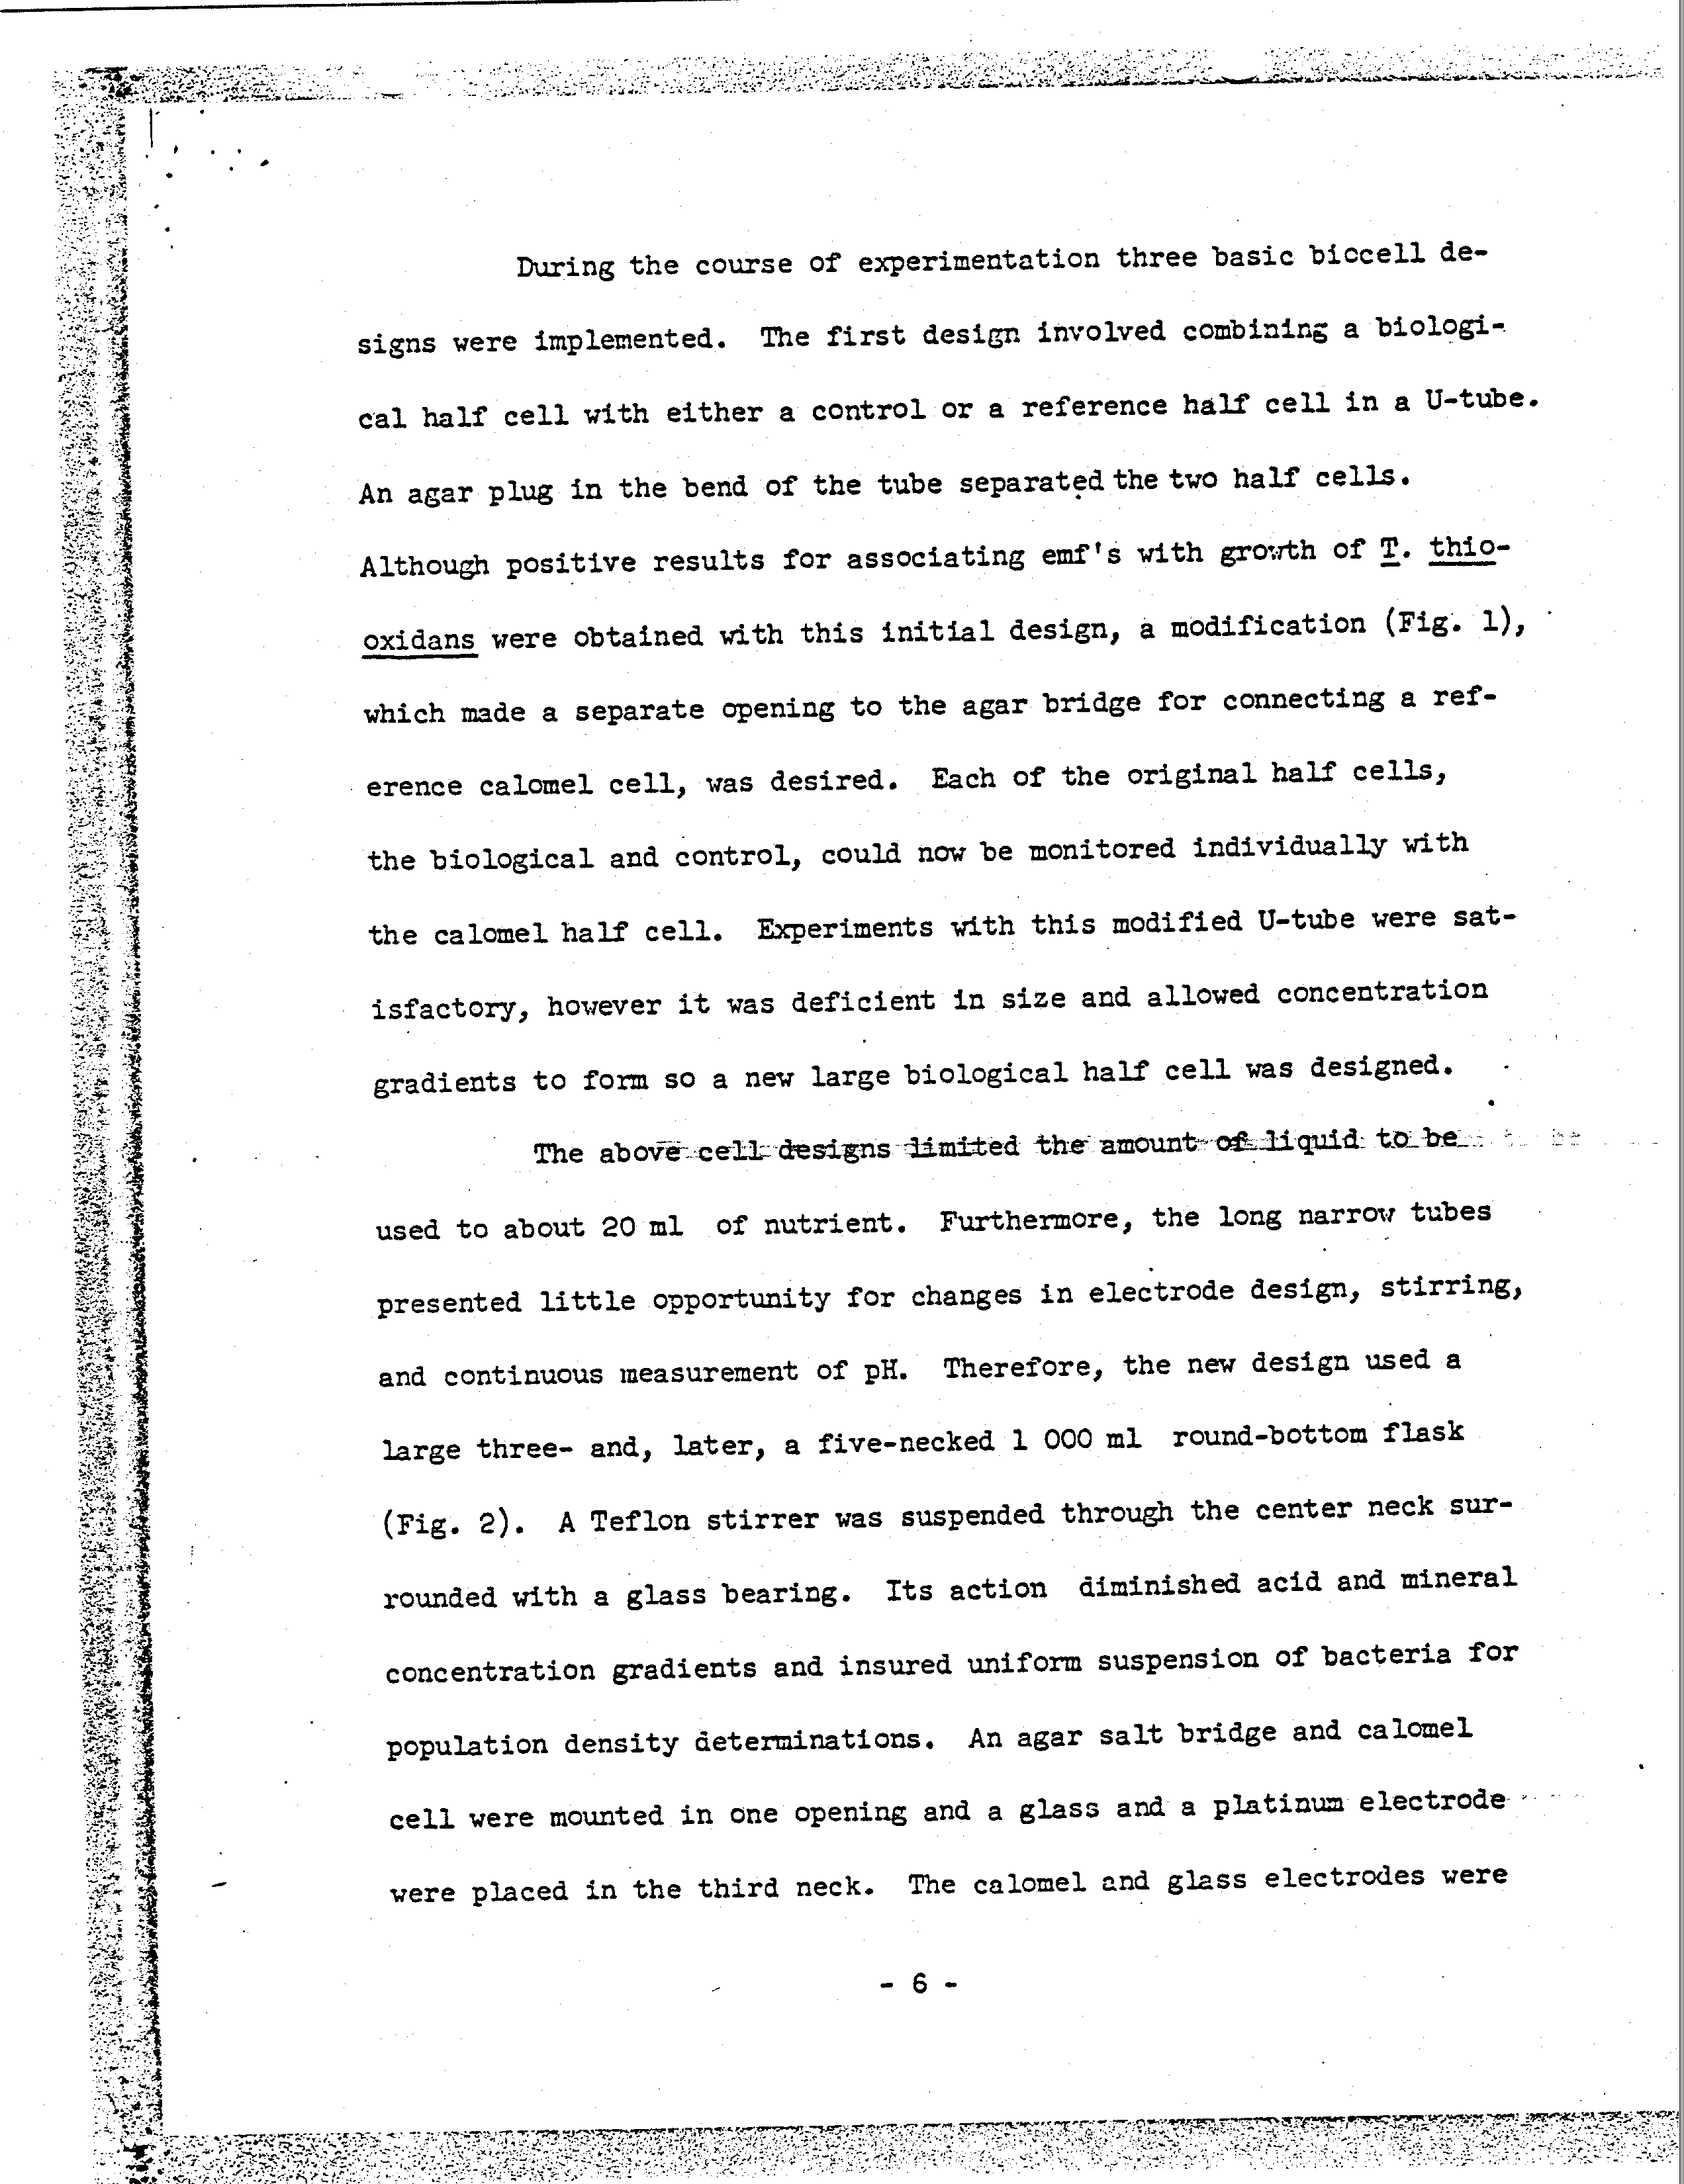 During the course of experimentation three basic biocell de-
signs were implemented. The first design involved combining a biologi-
cal half cell with either a control or a reference half cell in a U-tube.
An agar plug in the bend of the tube separated the two half cells.
Although positive results for associating emf's with growth of T. thio-
oxidans were obtained with this initial design, a modification (Fig. 1),
which made a separate opening to the agar bridge for connecting a ref-
erence calomel cell, was desired. Each of the original half cells,
the biological and control, could now be monitored individually with
the calomel half cell. Experiments with this modified U-tube were sat-
isfactory, however it was deficient in size and allowed concentration
gradients to form so a new large biological half cell was designed.
The above cell designs limited the amount of liquid to be
used to about 20 ml of nutrient. Furthermore, the long narrow tubes
presented little opportunity for changes in electrode design, stirring,
and continuous measurement of pH. Therefore, the new design used a
large three- and, later, a five-necked 1 000 ml round-bottom flask
(Fig. 2). A Teflon stirrer was suspended through the center neck sur-
rounded with a glass bearing. Its action diminished acid and mineral
concentration gradients and insured uniform suspension of bacteria for
population density determinations. An agar salt bridge and calomel
cell were mounted in one opening and a glass and a platinum electrode
were placed in the third neck. The calomel and glass electrodes were
- 6 -